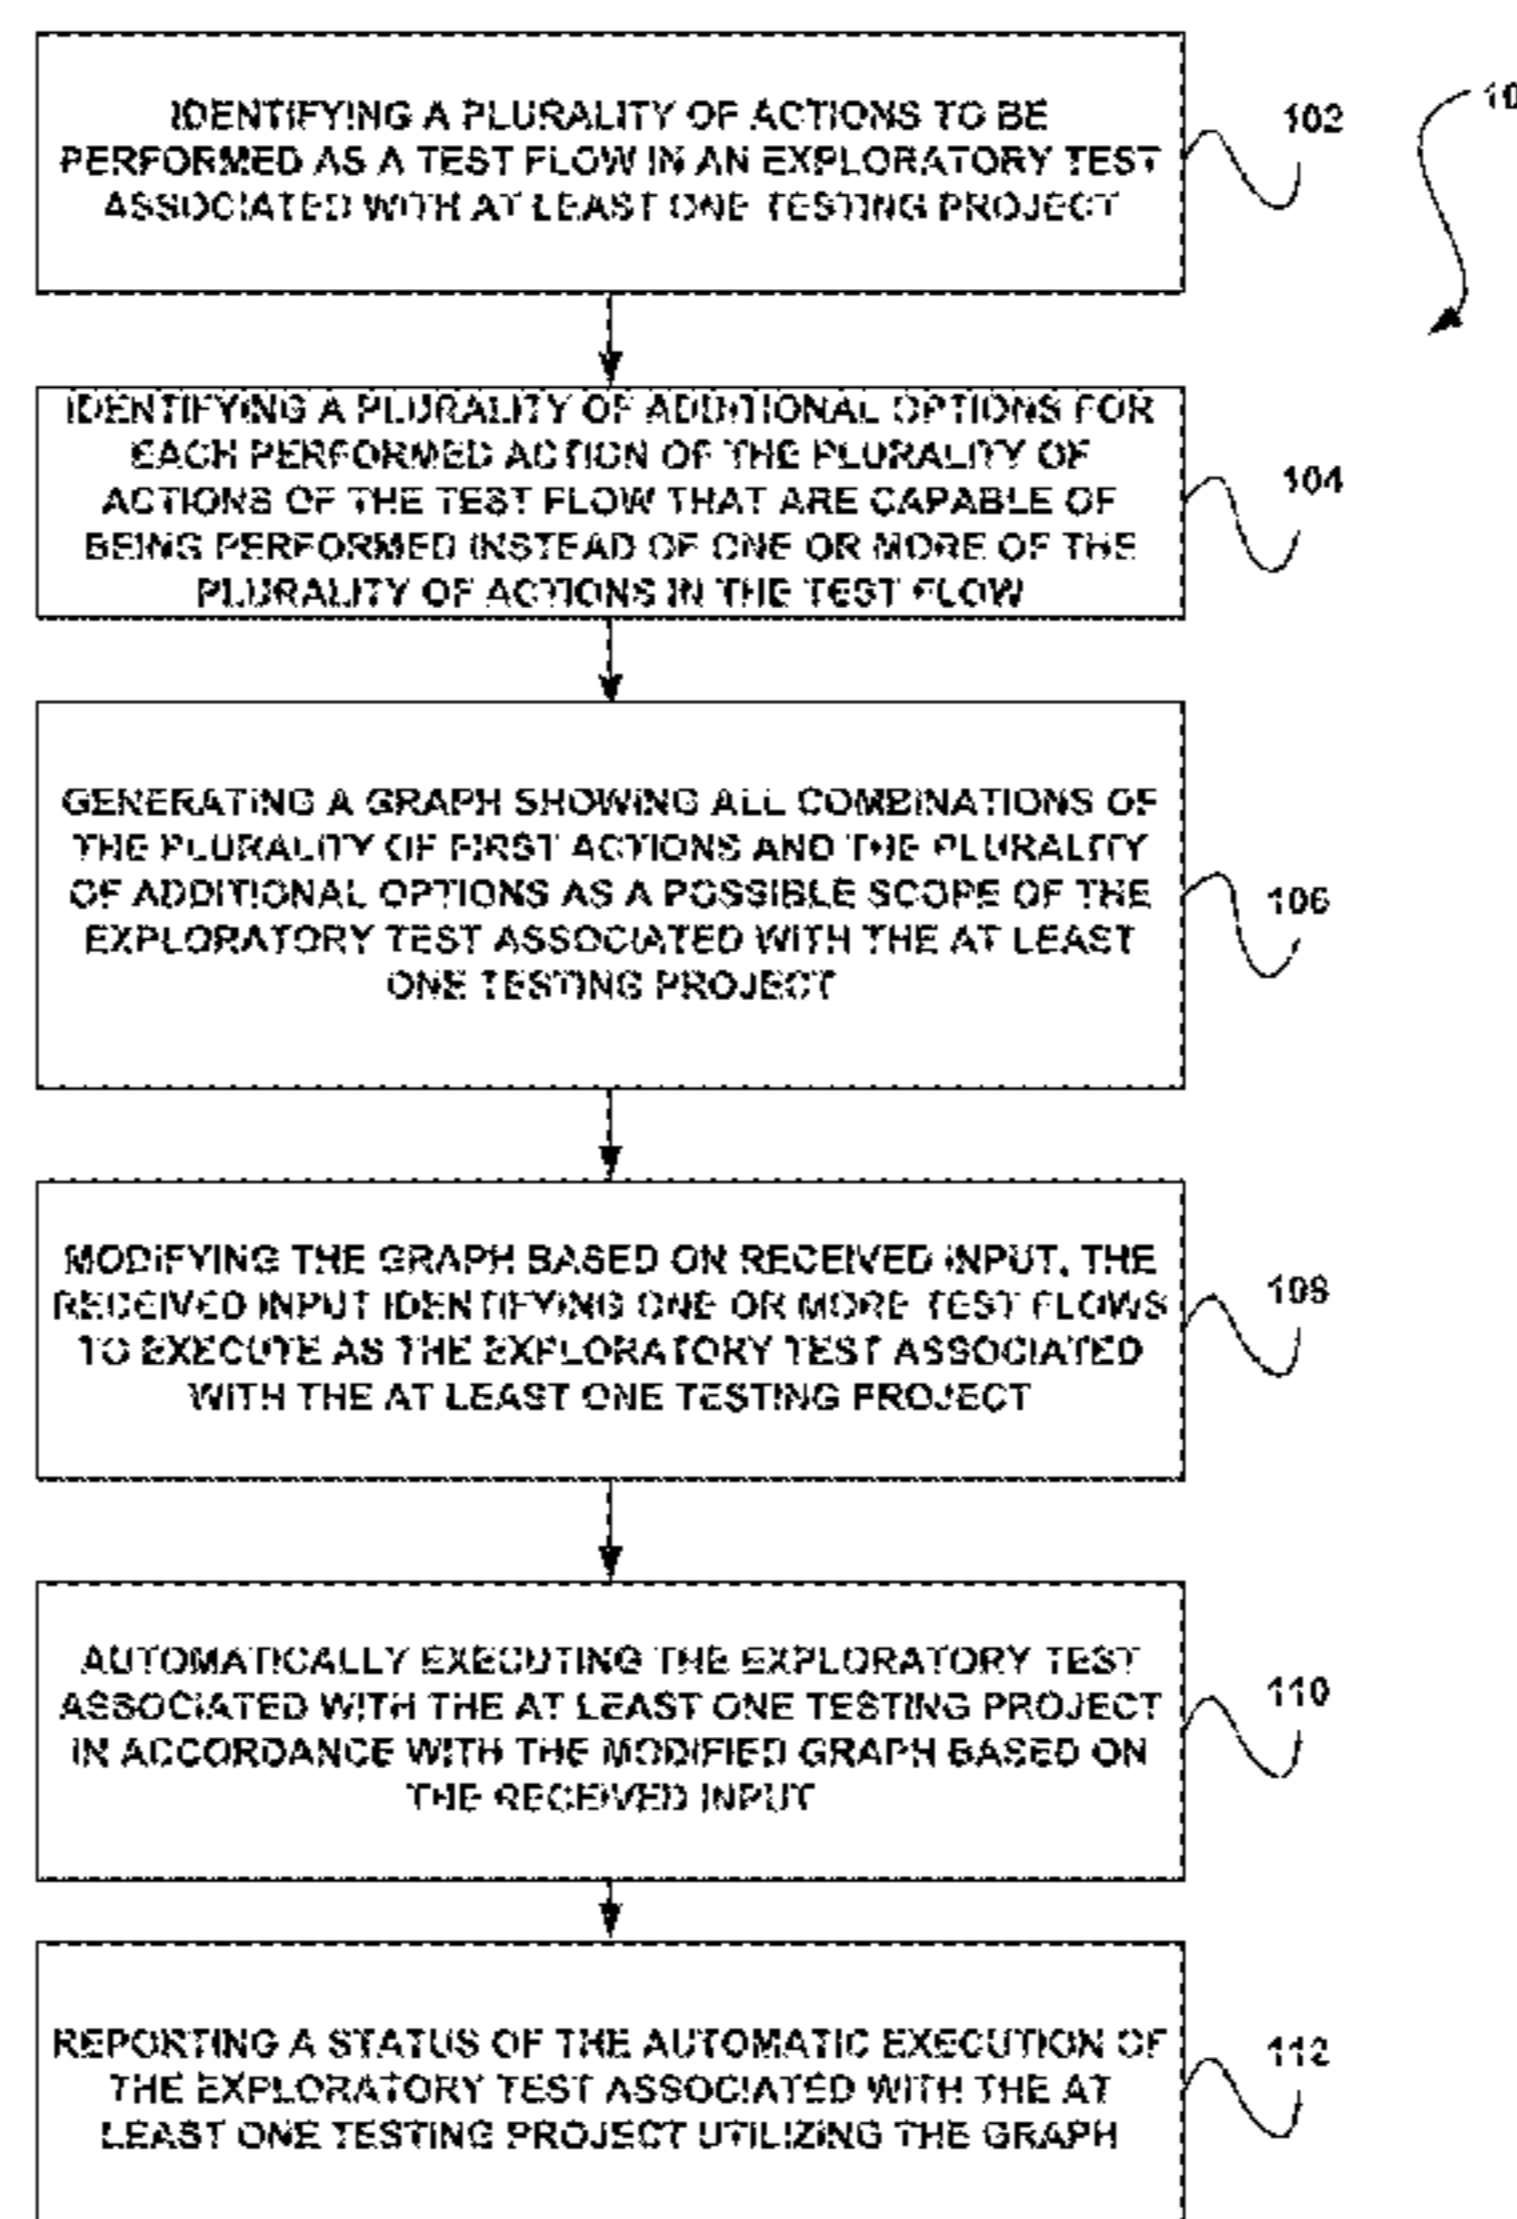 IDENTIFYING A PLURALITY OF ACTIONS TO BE
PERFORMED AS A TEST FLOW IN AN EXPLORATORY TEST
ASSOCIATED WITH AT LEAST ONE TESTING PROJECT
102
10
IDENTIFYING A PLURALITY OF ADDITIONAL OPTIONS FOR
EACH PERFORMED ACTION OF THE PLURALITY OF
ACTIONS OF THE TEST FLOW THAT ARE CAPABLE OF
BEING PERFORMED INSTEAD OF ONE OR MORE OF THE
PLURALITY OF ACTIONS IN THE TEST FLOW
104
GENERATING A GRAPH SHOWING ALL COMBINATIONS OF
THE PLURALITY OF FIRST ACTIONS AND THE PLURALITY
OF ADDITIONAL OPTIONS AS A POSSIBLE SCOPE OF THE
EXPLORATORY TEST ASSOCIATED WITH THE AT LEAST
ONE TESTING PROJECT
106
MODIFYING THE GRAPH BASED ON RECEIVED INPUT, THE
RECEIVED INPUT IDENTIFYING ONE OR MORE TEST FLOWS
TO EXECUTE AS THE EXPLORATORY TEST ASSOCIATED
WITH THE AT LEAST ONE TESTING PROJECT
108
AUTOMATICALLY EXECUTING THE EXPLORATORY TEST
ASSOCIATED WITH THE AT LEAST ONE TESTING PROJECT
IN ACCORDANCE WITH THE MODIFIED GRAPH BASED ON
THE RECEIVED INPUT
110
REPORTING A STATUS OF THE AUTOMATIC EXECUTION OF
THE EXPLORATORY TEST ASSOCIATED WITH THE AT
LEAST ONE TESTING PROJECT UTILIZING THE GRAPH
112